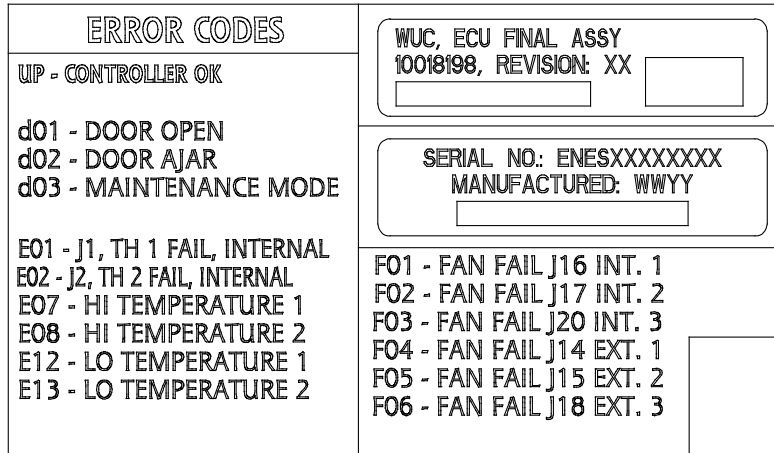 ERROR CODES
UP - CONTROLLER OK
d01 - DOOR OPEN
d02 - DOOR AJAR
d03 - MAINTENANCE MODE
E01 - J1, TH 1 FAIL, INTERNAL
E02 - J2, TH 2 FAIL, INTERNAL
E07 - HI TEMPERATURE 1
E08 - HI TEMPERATURE 2
E12 - LO TEMPERATURE 1
E13 - LO TEMPERATURE 2
WUC, ECU FINAL ASSY
10018198, REVISION: XX
SERIAL NO.: ENESXXXXXXXX
MANUFACTURED: WWYY
F01 - FAN FAIL J16 INT. 1
F02 - FAN FAIL J17 INT. 2
F03 - FAN FAIL J20 INT. 3
F04 - FAN FAIL J14 EXT. 1
F05 - FAN FAIL J15 EXT. 2
F06 - FAN FAIL J18 EXT. 3